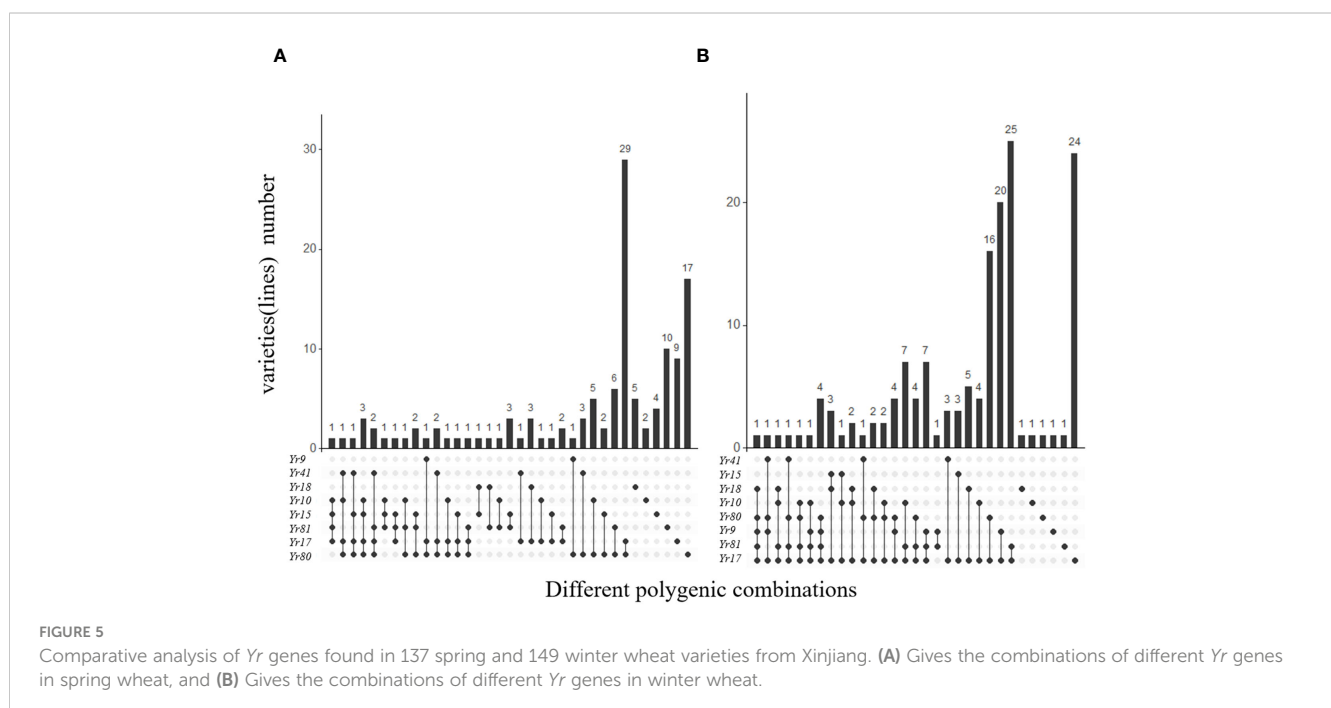 A
B
varieties(lines) number
30
20
10
0
1 1 1 3 2 1 1 1 2 1 2 1 1 1 1 1 1 3 1 3 1 1 2 1 3 5 2 6 29 5 2 4 10 9 17
Yr9
Yr41
Yr18
Yr10
Yr15
Yr81
Yr17
Yr80
20
10
0
1 1 1 1 1 1 4 3 1 2 1 2 2 4 7 4 7 1 3 3 5 4 16 20 25 1 1 1 1 1 24
Yr41
Yr15
Yr18
Yr10
Yr80
Yr9
Yr81
Yr17
Different polygenic combinations
FIGURE 5
Comparative analysis of Yr genes found in 137 spring and 149 winter wheat varieties from Xinjiang. (A) Gives the combinations of different Yr genes
in spring wheat, and (B) Gives the combinations of different Yr genes in winter wheat.